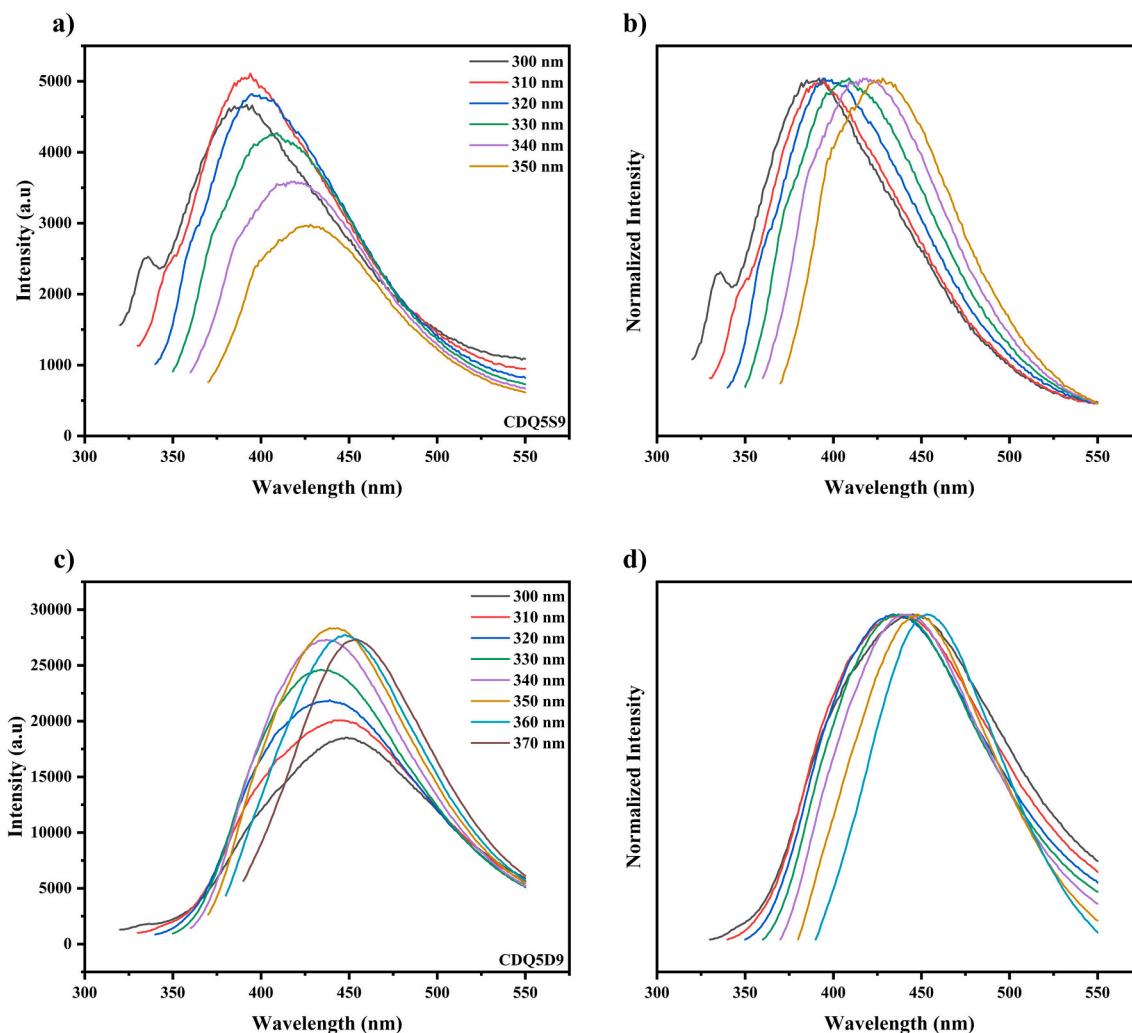 a)
5000
4000
3000
2000
1000
0
Intensity (a.u)
300 nm
310 nm
320 nm
330 nm
340 nm
350 nm
CDQ5S9
300 350 400 450 500 550
Wavelength (nm)
b)
Normalized Intensity
300 350 400 450 500 550
Wavelength (nm)
c)
30000
25000
20000
15000
10000
5000
0
Intensity (a.u)
300 nm
310 nm
320 nm
330 nm
340 nm
350 nm
360 nm
370 nm
CDQ5D9
300 350 400 450 500 550
Wavelength (nm)
d)
Normalized Intensity
300 350 400 450 500 550
Wavelength (nm)